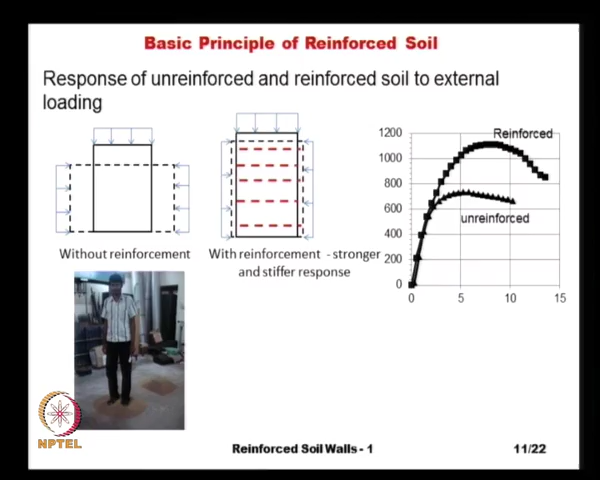 Basic Principle of Reinforced Soil
Response of unreinforced and reinforced soil to external
loading
Without reinforcement
With reinforcement - stronger
and stiffer response
1200
1000
800
600
400
200
0
0
5
10
15
Reinforced
unreinforced
NPTEL
Reinforced Soil Walls - 1
11/22